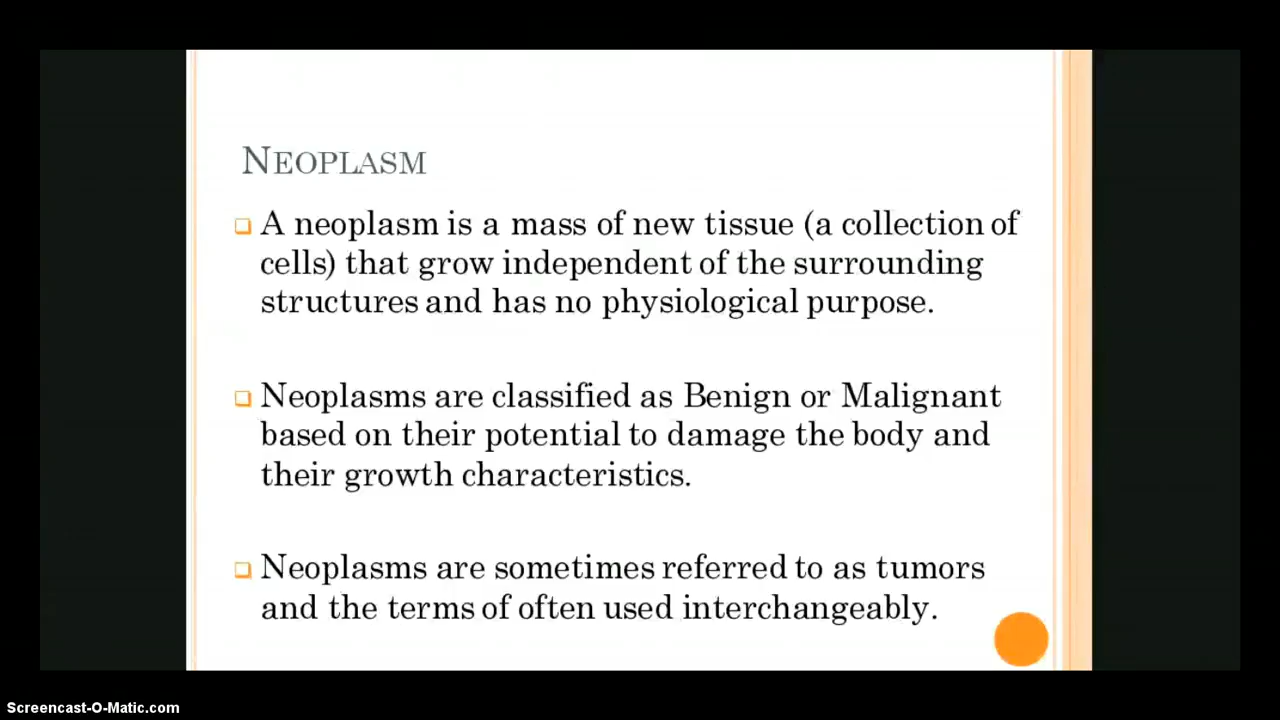 NEOPLASM
A neoplasm is a mass of new tissue (a collection of
cells) that grow independent of the surrounding
structures and has no physiological purpose.
Neoplasms are classified as Benign or Malignant
based on their potential to damage the body and
their growth characteristics.
Neoplasms are sometimes referred to as tumors
and the terms of often used interchangeably.
Screencast-O-Matic.com